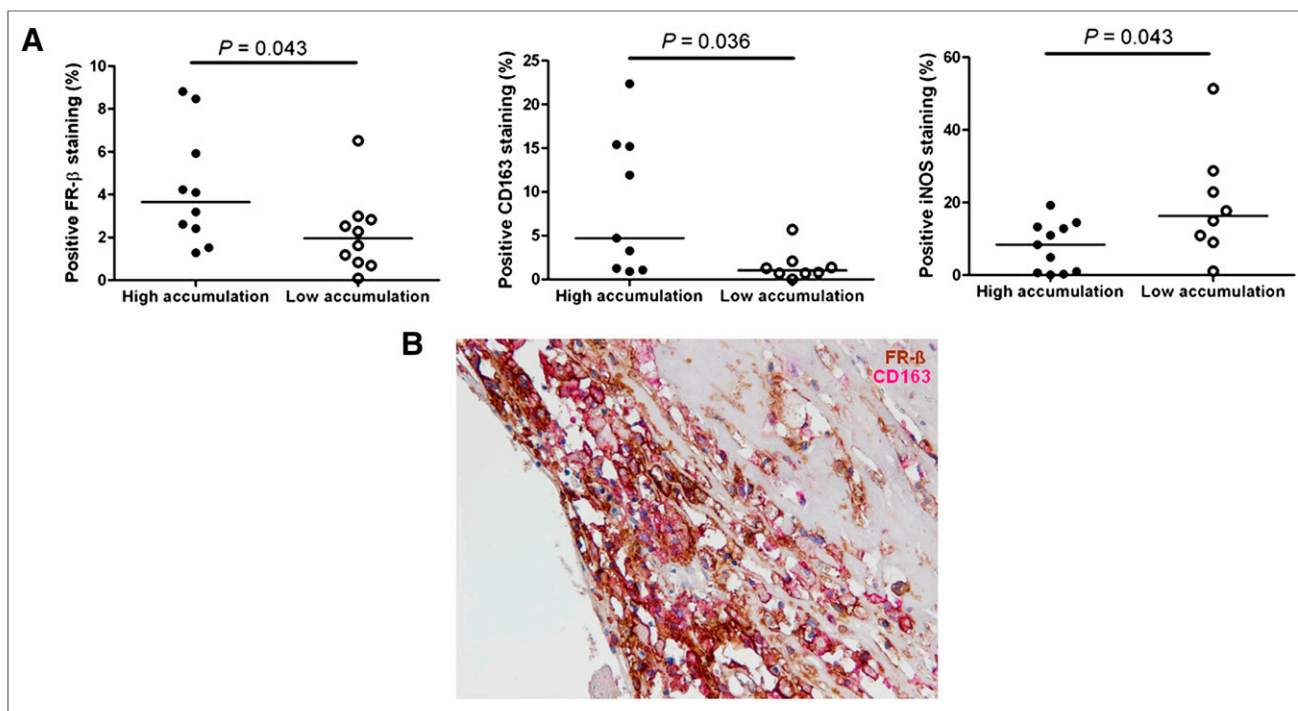 A
P = 0.043
Positive FR-β staining (%)
10
8
6
4
2
0
High accumulation Low accumulation
P = 0.036
Positive CD163 staining (%)
25
20
15
10
5
0
High accumulation Low accumulation
P = 0.043
Positive iNOS staining (%)
60
40
20
0
High accumulation Low accumulation
B
FR-ß
CD163